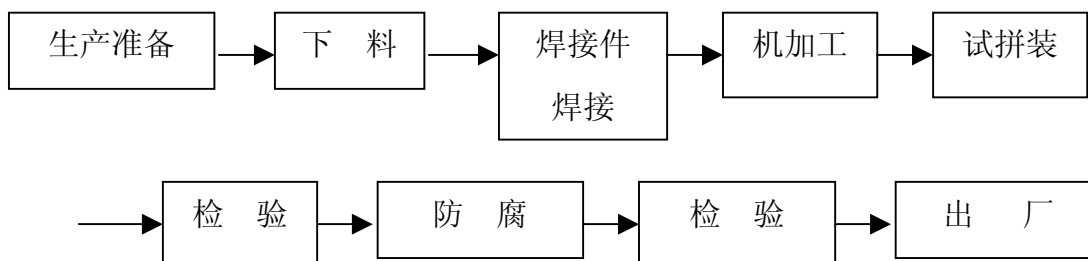 生产准备
下 料
焊接件
焊接
机加工
试拼装
检 验
防 腐
检 验
出 厂